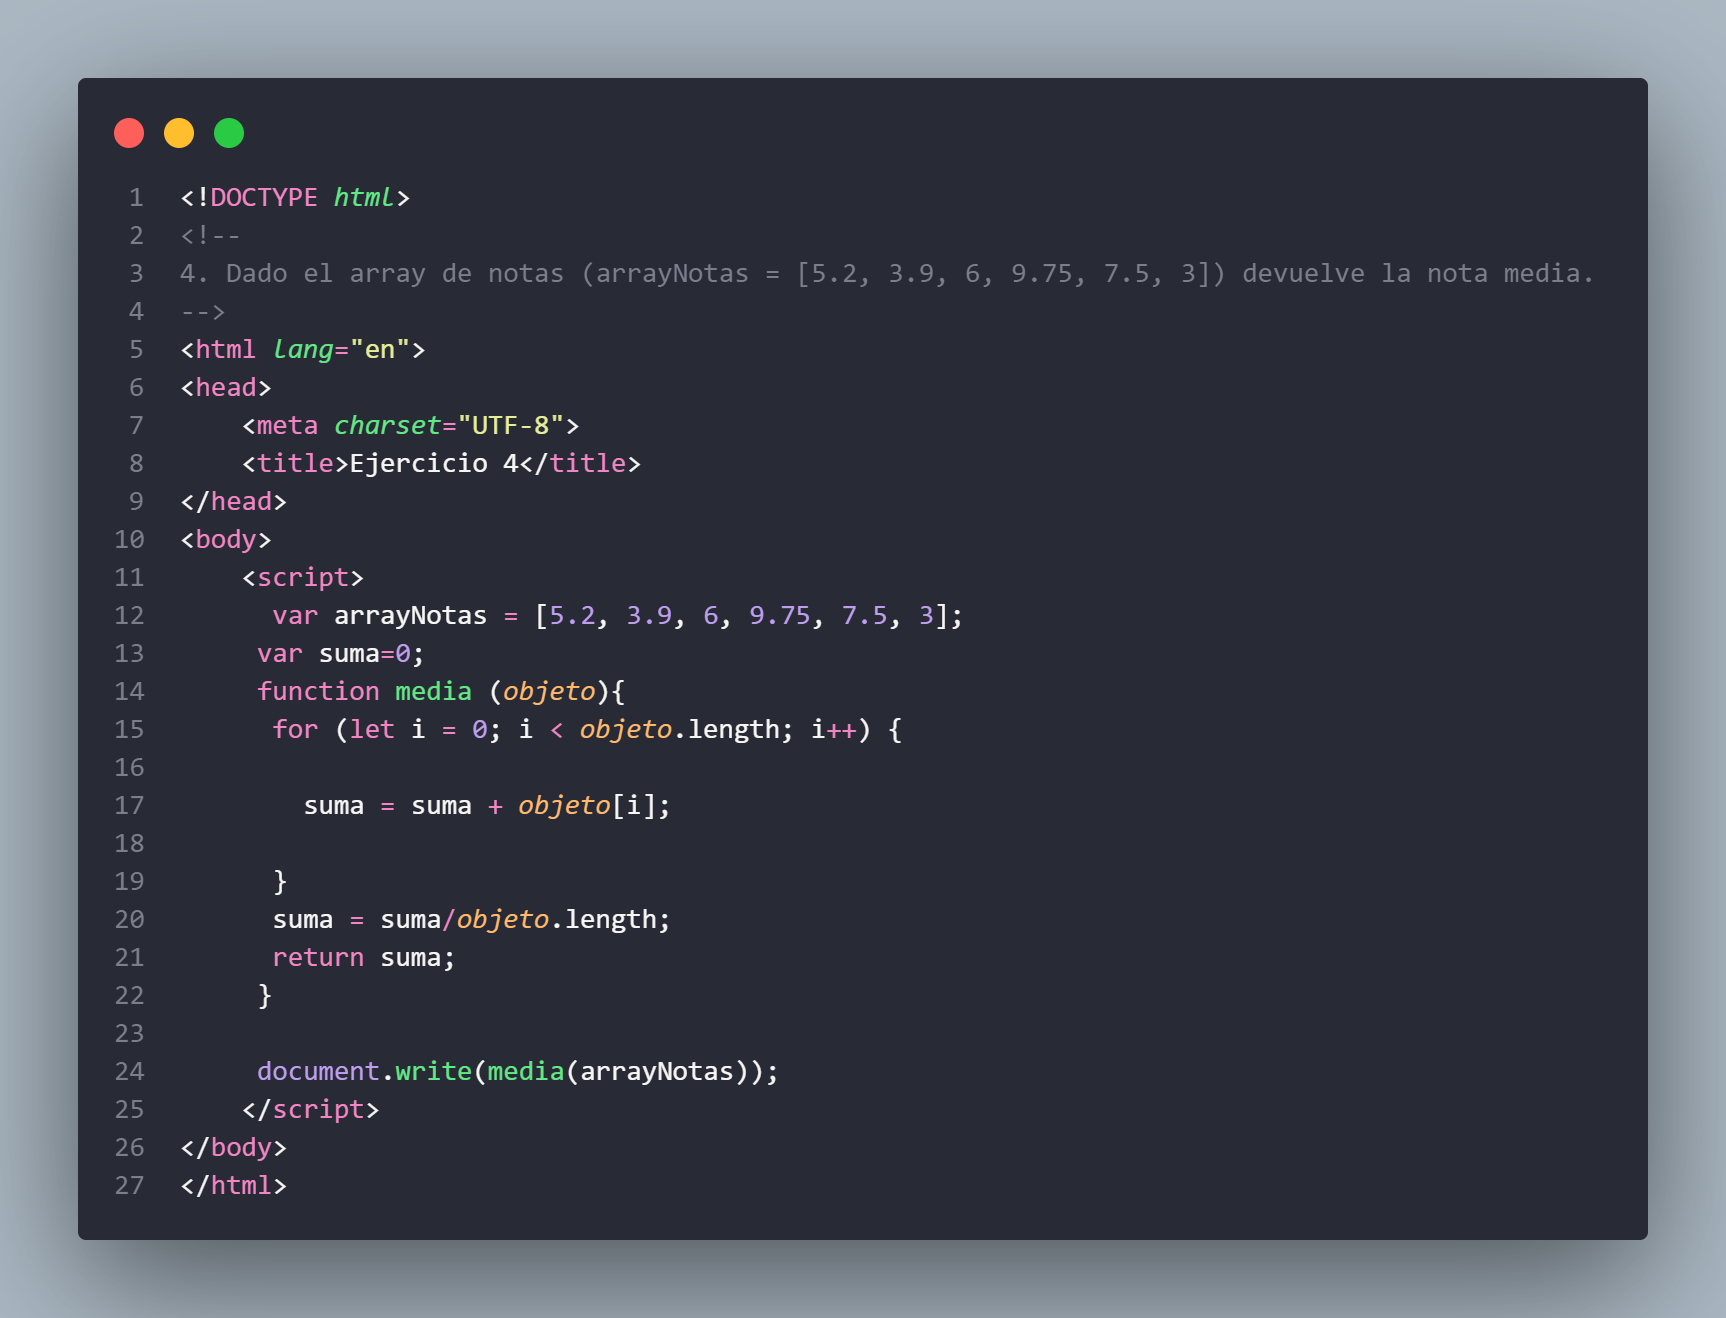 1 <!DOCTYPE html>
2 <!--
3 4. Dado el array de notas (arrayNotas = [5.2, 3.9, 6, 9.75, 7.5, 3]) devuelve la nota media.
4 -->
5 <html lang="en">
6 <head>
7     <meta charset="UTF-8">
8     <title>Ejercicio 4</title>
9 </head>
10 <body>
11     <script>
12       var arrayNotas = [5.2, 3.9, 6, 9.75, 7.5, 3];
13      var suma=0;
14      function media (objeto){
15       for (let i = 0; i < objeto.length; i++) {
16
17         suma = suma + objeto[i];
18
19       }
20       suma = suma/objeto.length;
21       return suma;
22      }
23
24      document.write(media(arrayNotas));
25     </script>
26 </body>
27 </html>